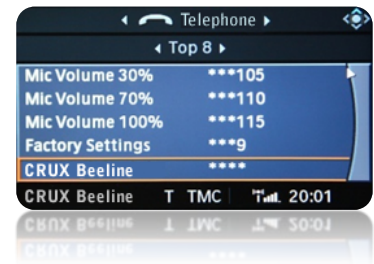 Telephone
Top 8
Mic Volume 30% ***105
Mic Volume 70% ***110
Mic Volume 100% ***115
Factory Settings ***9
CRUX Beeline ****
CRUX Beeline T TMC 20:01